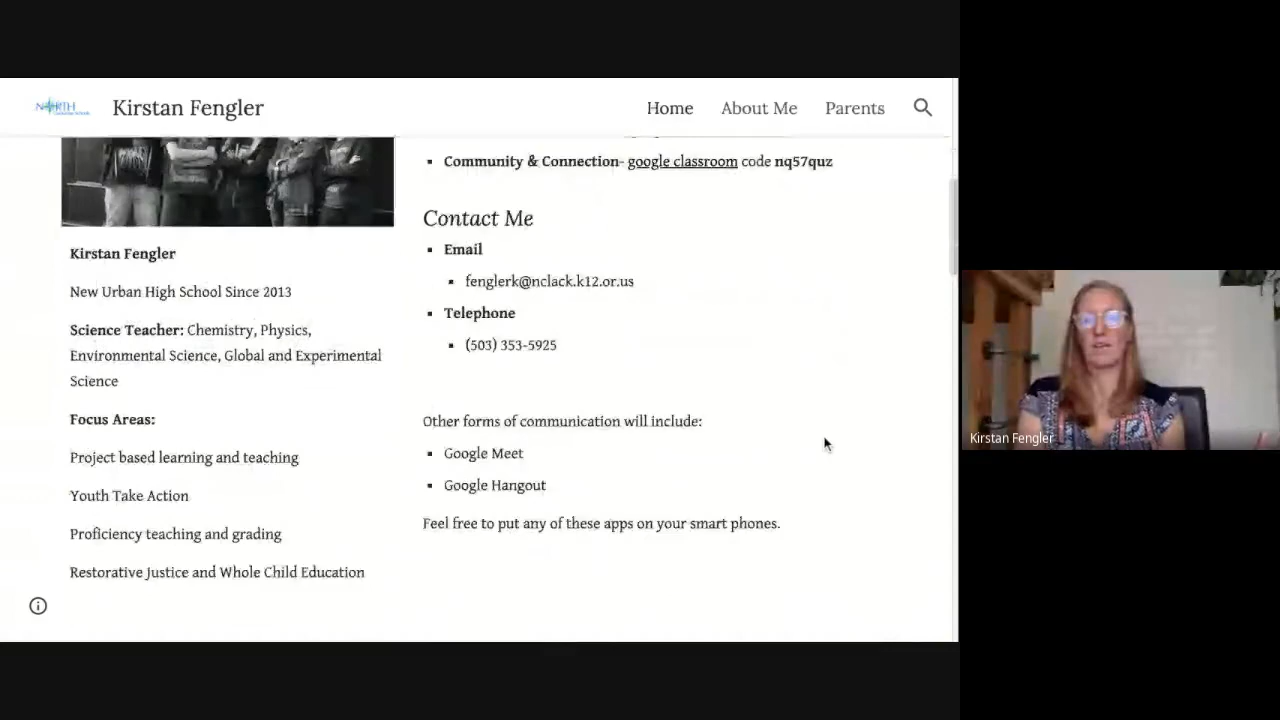 NORTH
Kirstan Fengler
Home
About Me
Parents
Community & Connection- google classroom code nq57quz
Contact Me
Email
fenglerk@nclack.k12.or.us
Telephone
(503) 353-5925
Other forms of communication will include:
Google Meet
Google Hangout
Feel free to put any of these apps on your smart phones.
Kirstan Fengler
New Urban High School Since 2013
Science Teacher: Chemistry, Physics,
Environmental Science, Global and Experimental
Science
Focus Areas:
Project based learning and teaching
Youth Take Action
Proficiency teaching and grading
Restorative Justice and Whole Child Education
Kirstan Fengler